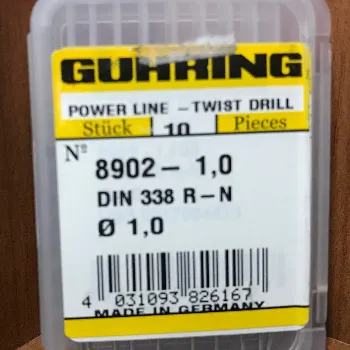 GUHRING
POWER LINE – TWIST DRILL
Stück 10 Pieces
Nº
8902 – 1,0
DIN 338 R – N
Ø 1,0
4 031093 826167
MADE IN GERMANY